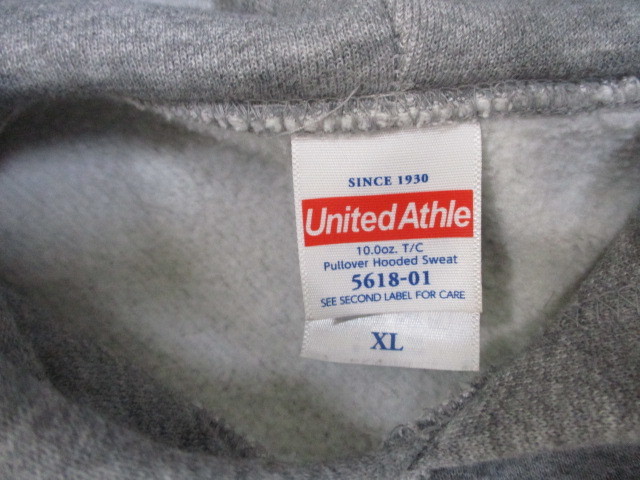 SINCE 1930
United Athle
10.0oz. T/C
Pullover Hooded Sweat
5618-01
SEE SECOND LABEL FOR CARE
XL